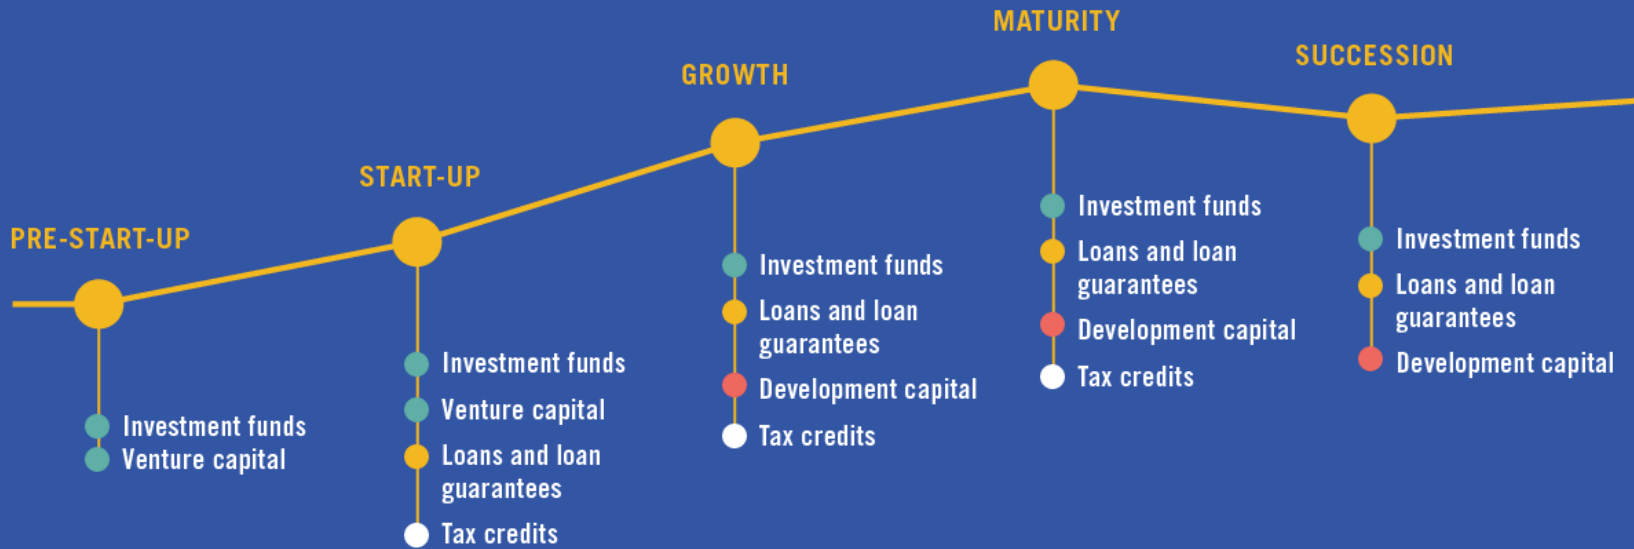 PRE-START-UP
Investment funds
Venture capital
START-UP
Investment funds
Venture capital
Loans and loan
guarantees
Tax credits
GROWTH
Investment funds
Loans and loan
guarantees
Development capital
Tax credits
MATURITY
Investment funds
Loans and loan
guarantees
Development capital
Tax credits
SUCCESSION
Investment funds
Loans and loan
guarantees
Development capital